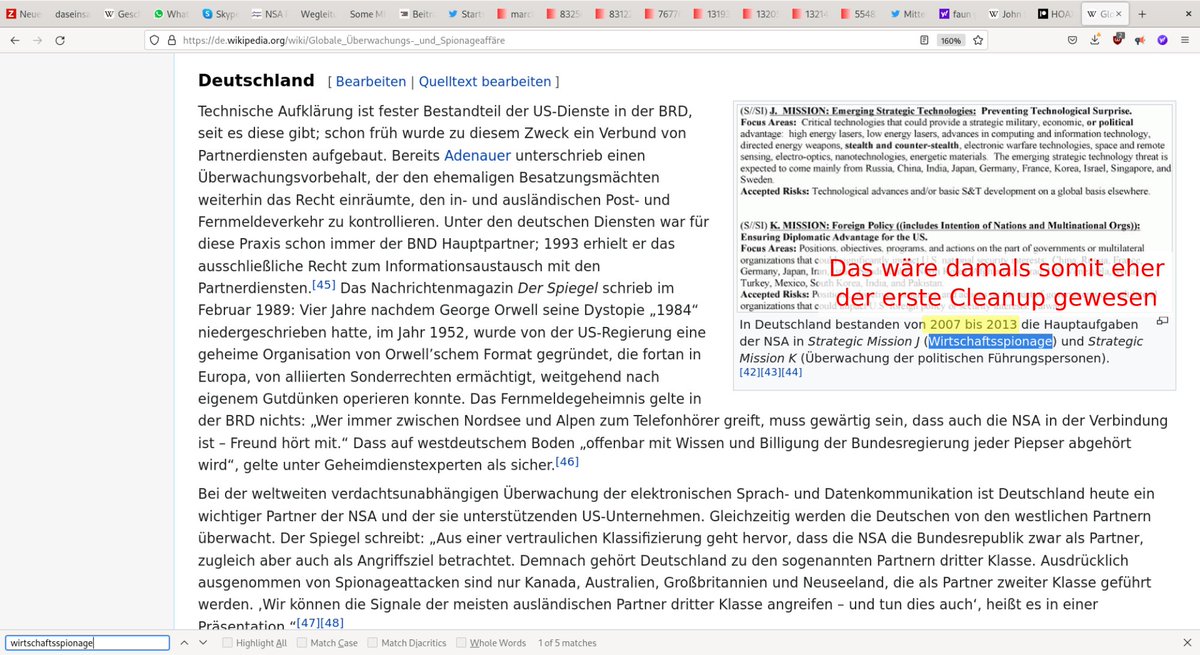 Neue
daseinsa
Gesc
What
Skyp
NSA
Wegleit
Some M
Beitra
Start
marc
8325
8312
7677
1319
1320
1321
5548
Mitte
faun
John
HOA
Glo
https://de.wikipedia.org/wiki/Globale_Überwachungs-_und_Spionageaffäre
160%
Deutschland [ Bearbeiten | Quelltext bearbeiten ]
Technische Aufklärung ist fester Bestandteil der US-Dienste in der BRD,
seit es diese gibt; schon früh wurde zu diesem Zweck ein Verbund von
Partnerdiensten aufgebaut. Bereits Adenauer unterschrieb einen
Überwachungsvorbehalt, der den ehemaligen Besatzungsmächten
weiterhin das Recht einräumte, den in- und ausländischen Post- und
Fernmeldeverkehr zu kontrollieren. Unter den deutschen Diensten war für
diese Praxis schon immer der BND Hauptpartner; 1993 erhielt er das
ausschließliche Recht zum Informationsaustausch mit den
Partnerdiensten.[45] Das Nachrichtenmagazin Der Spiegel schrieb im
Februar 1989: Vier Jahre nachdem George Orwell seine Dystopie „1984“
niedergeschrieben hatte, im Jahr 1952, wurde von der US-Regierung eine
geheime Organisation von Orwell’schem Format gegründet, die fortan in
Europa, von alliierten Sonderrechten ermächtigt, weitgehend nach
eigenem Gutdünken operieren konnte. Das Fernmeldegeheimnis gelte in
der BRD nichts: „Wer immer zwischen Nordsee und Alpen zum Telefonhörer greift, muss gewärtig sein, dass auch die NSA in der Verbindung
ist – Freund hört mit.“ Dass auf westdeutschem Boden „offenbar mit Wissen und Billigung der Bundesregierung jeder Piepser abgehört
wird“, gelte unter Geheimdienstexperten als sicher.[46]
(S//SI) J. MISSION: Emerging Strategic Technologies: Preventing Technological Surprise.
Focus Areas: Critical technologies that could provide a strategic military, economic, or political
advantage: high energy lasers, low energy lasers, advances in computing and information technology,
directed energy weapons, stealth and counter-stealth, electronic warfare technologies, space and remote
sensing, electro-optics, nanotechnologies, energetic materials. The emerging strategic technology threat is
expected to come mainly from Russia, China, India, Japan, Germany, France, Korea, Israel, Singapore, and
Sweden.
Accepted Risks: Technological advances and/or basic S&T development on a global basis elsewhere.
(S//SI) K. MISSION: Foreign Policy ((includes Intention of Nations and Multinational Orgs)):
Ensuring Diplomatic Advantage for the US.
Focus Areas: Positions, objectives, programs, and actions on the part of governments or multilateral
organizations that
Germany, Japan,
Turkey, Mexico,
Accepted Risks:
organizations that
Das wäre damals somit eher
der erste Cleanup gewesen
In Deutschland bestanden von 2007 bis 2013 die Hauptaufgaben
der NSA in Strategic Mission J (Wirtschaftsspionage) und Strategic
Mission K (Überwachung der politischen Führungspersonen).
[42][43][44]
Bei der weltweiten verdachtsunabhängigen Überwachung der elektronischen Sprach- und Datenkommunikation ist Deutschland heute ein
wichtiger Partner der NSA und der sie unterstützenden US-Unternehmen. Gleichzeitig werden die Deutschen von den westlichen Partnern
überwacht. Der Spiegel schreibt: „Aus einer vertraulichen Klassifizierung geht hervor, dass die NSA die Bundesrepublik zwar als Partner,
zugleich aber auch als Angriffsziel betrachtet. Demnach gehört Deutschland zu den sogenannten Partnern dritter Klasse. Ausdrücklich
ausgenommen von Spionageattacken sind nur Kanada, Australien, Großbritannien und Neuseeland, die als Partner zweiter Klasse geführt
werden. ‚Wir können die Signale der meisten ausländischen Partner dritter Klasse angreifen – und tun dies auch‘, heißt es in einer
Präsentation.“[47][48]
wirtschaftsspionage
Highlight All
Match Case
Match Diacritics
Whole Words
1 of 5 matches